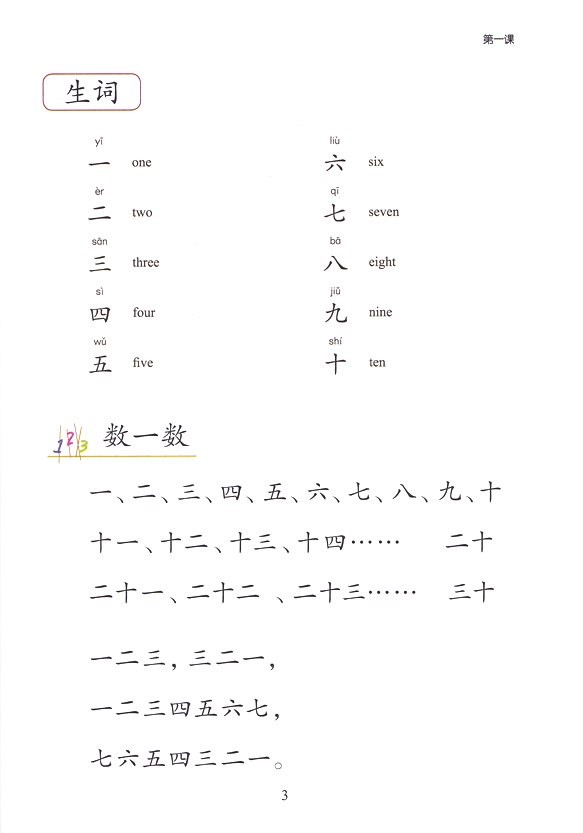 第一课
生词
yī
一 one
èr
二 two
sān
三 three
sì
四 four
wǔ
五 five
liù
六 six
qī
七 seven
bā
八 eight
jiǔ
九 nine
shí
十 ten
123 数一数
一、二、三、四、五、六、七、八、九、十
十一、十二、十三、十四…… 二十
二十一、二十二 、二十三…… 三十
一二三，三二一，
一二三四五六七，
七六五四三二一。
3